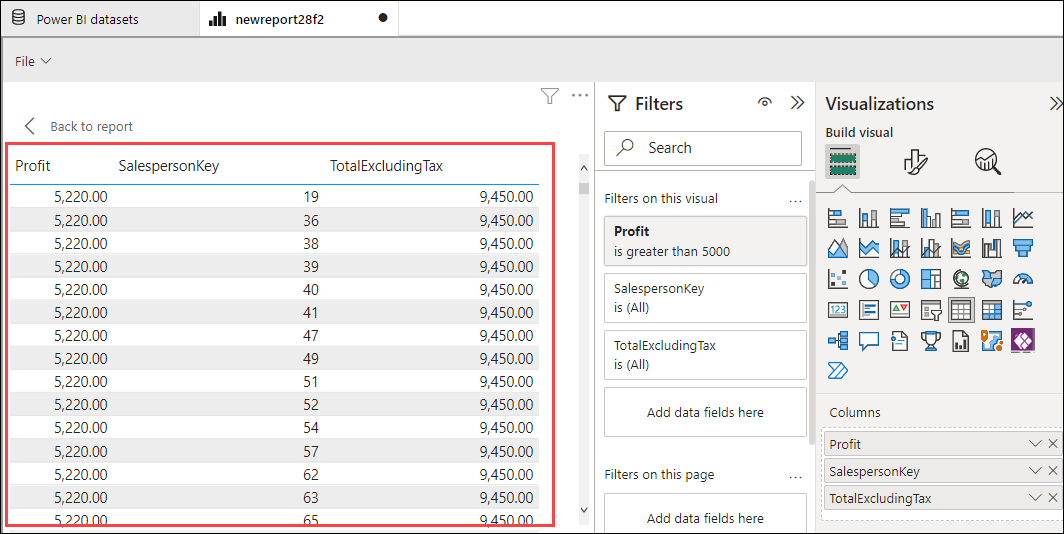 Power BI datasets
newreport28f2
File
Back to report
Profit SalespersonKey TotalExcludingTax
5,220.00 19 9,450.00
5,220.00 36 9,450.00
5,220.00 38 9,450.00
5,220.00 39 9,450.00
5,220.00 40 9,450.00
5,220.00 41 9,450.00
5,220.00 47 9,450.00
5,220.00 49 9,450.00
5,220.00 51 9,450.00
5,220.00 52 9,450.00
5,220.00 54 9,450.00
5,220.00 57 9,450.00
5,220.00 62 9,450.00
5,220.00 63 9,450.00
5,220.00 65 9,450.00
Filters
Search
Filters on this visual
Profit
is greater than 5000
SalespersonKey
is (All)
TotalExcludingTax
is (All)
Add data fields here
Filters on this page
Add data fields here
Visualizations
Build visual
123
Columns
Profit
SalespersonKey
TotalExcludingTax